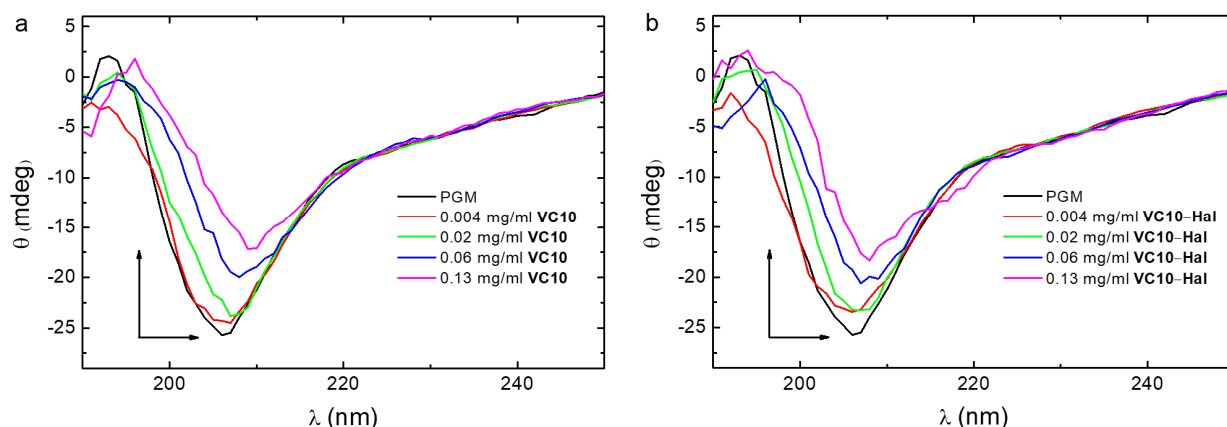 a
5
0
-5
-10
-15
-20
-25
θ (mdeg)
PGM
0.004 mg/ml VC10
0.02 mg/ml VC10
0.06 mg/ml VC10
0.13 mg/ml VC10
200
220
240
λ (nm)
b
5
0
-5
-10
-15
-20
-25
θ (mdeg)
PGM
0.004 mg/ml VC10–Hal
0.02 mg/ml VC10–Hal
0.06 mg/ml VC10–Hal
0.13 mg/ml VC10–Hal
200
220
240
λ (nm)